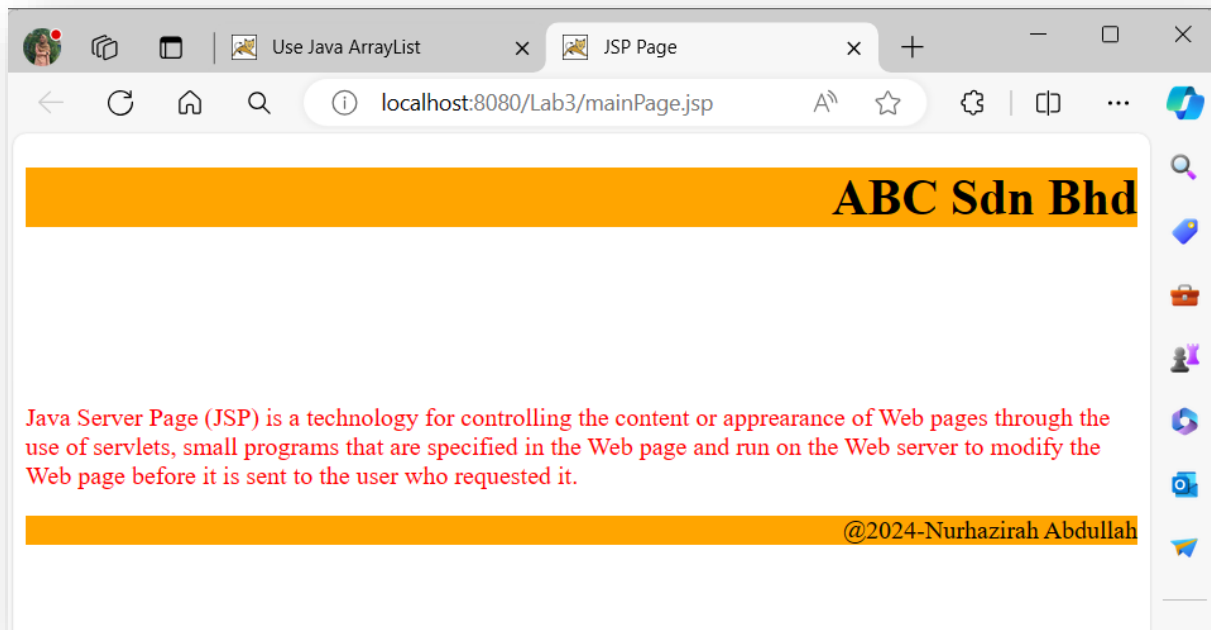 Use Java ArrayList
JSP Page
localhost:8080/Lab3/mainPage.jsp
ABC Sdn Bhd
Java Server Page (JSP) is a technology for controlling the content or apprearance of Web pages through the
use of servlets, small programs that are specified in the Web page and run on the Web server to modify the
Web page before it is sent to the user who requested it.
@2024-Nurhazirah Abdullah